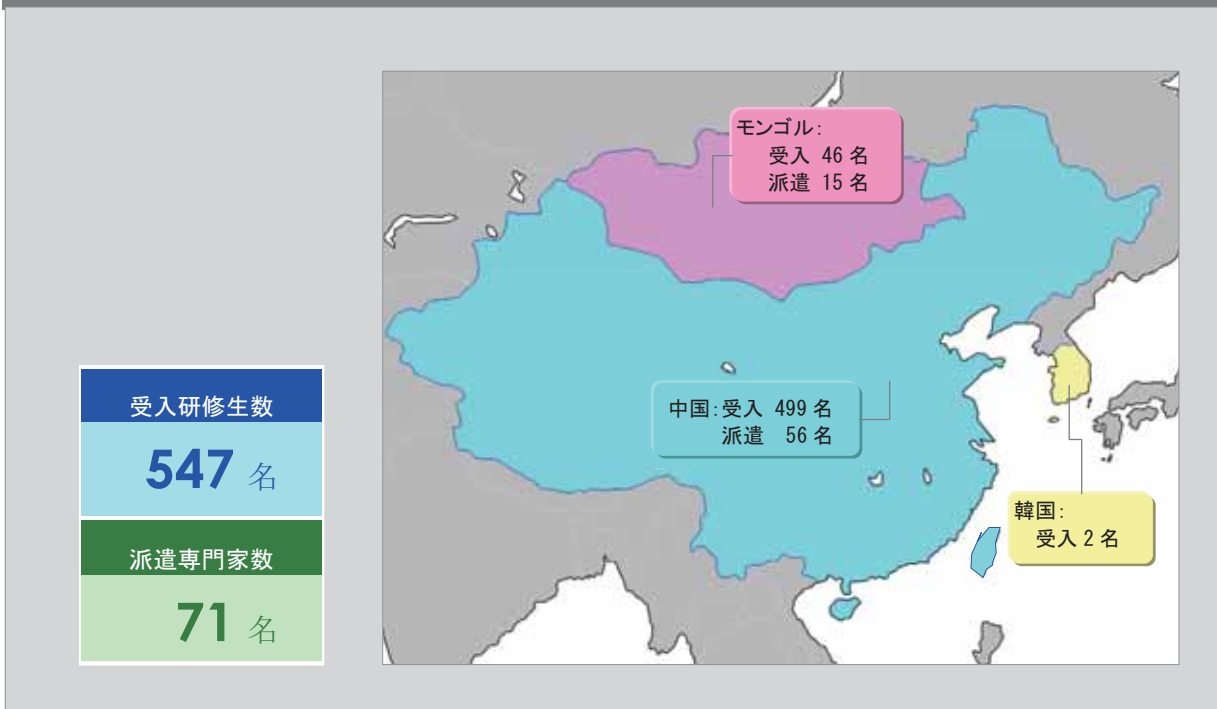 モンゴル:
受入 46 名
派遣 15 名
中国:受入 499 名
派遣 56 名
韓国:
受入 2 名
受入研修生数
547 名
派遣専門家数
71 名